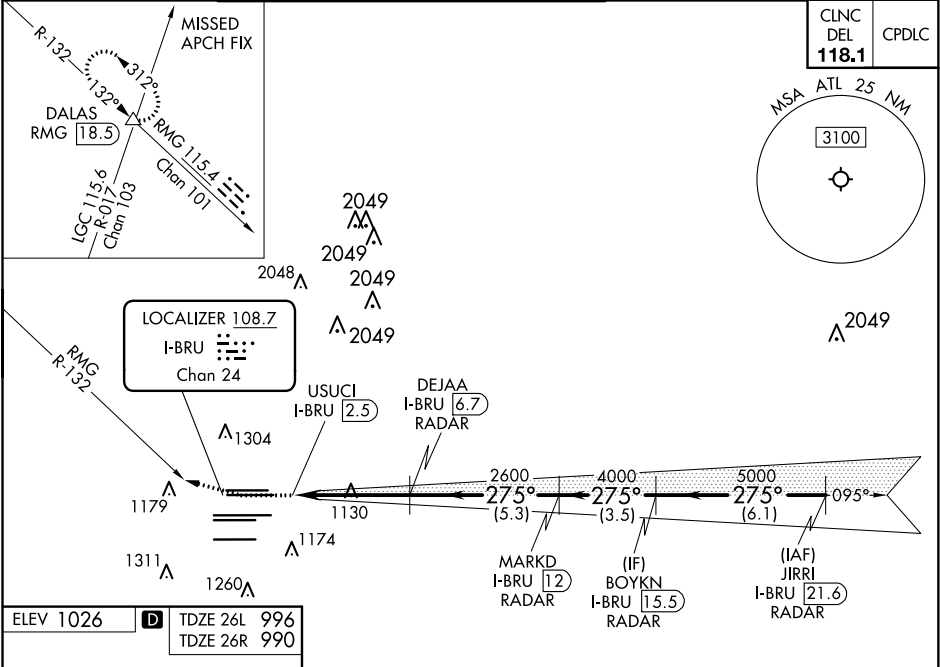 MISSED
APCH FIX
R-132
312°
132°
DALAS
RMG 18.5
RMG 115.4
Chan 101
LGC 115.6
R-017
Chan 103
CLNC
DEL
118.1
CPDLC
MSA ATL 25 NM
3100
2049
2049
2048
2049
2049
2049
LOCALIZER 108.7
I-BRU
Chan 24
RMG
R-132
USUCI
I-BRU 2.5
DEJAA
I-BRU 6.7
RADAR
1304
1179
1130
2600
275°
(5.3)
4000
275°
(3.5)
5000
275°
(6.1)
095°
1174
1311
1260
MARKD
I-BRU 12
RADAR
(IF)
BOYKN
I-BRU 15.5
RADAR
(IAF)
JIRRI
I-BRU 21.6
RADAR
ELEV 1026
D
TDZE 26L 996
TDZE 26R 990